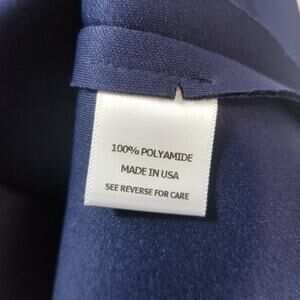 100% POLYAMIDE
MADE IN USA
SEE REVERSE FOR CARE